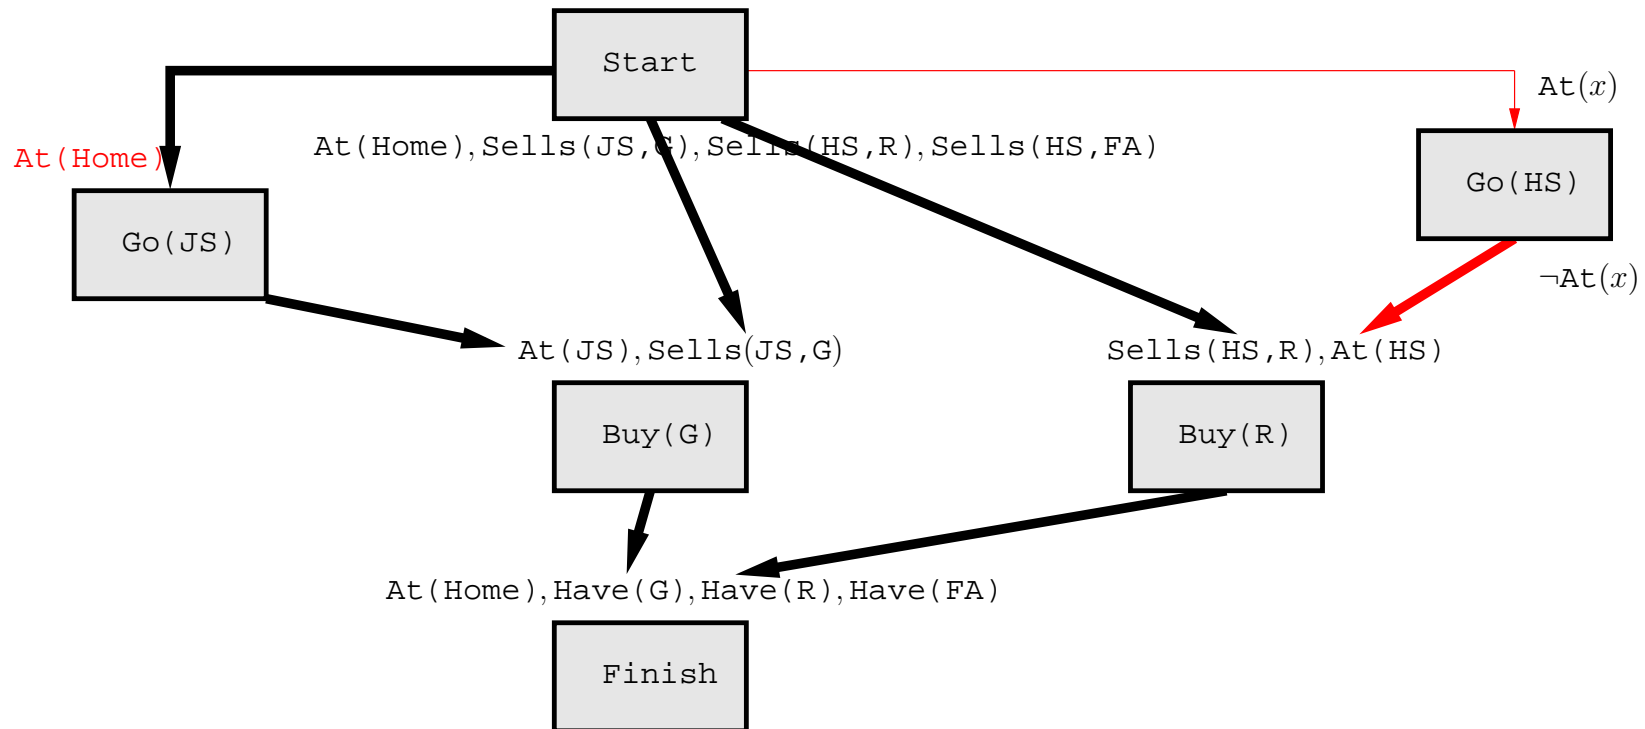 Start
At(x)
At(Home)
At(Home),Sells(JS,G),Sells(HS,R),Sells(HS,FA)
Go(HS)
Go(JS)
¬At(x)
At(JS),Sells(JS,G)
Sells(HS,R),At(HS)
Buy(G)
Buy(R)
At(Home),Have(G),Have(R),Have(FA)
Finish